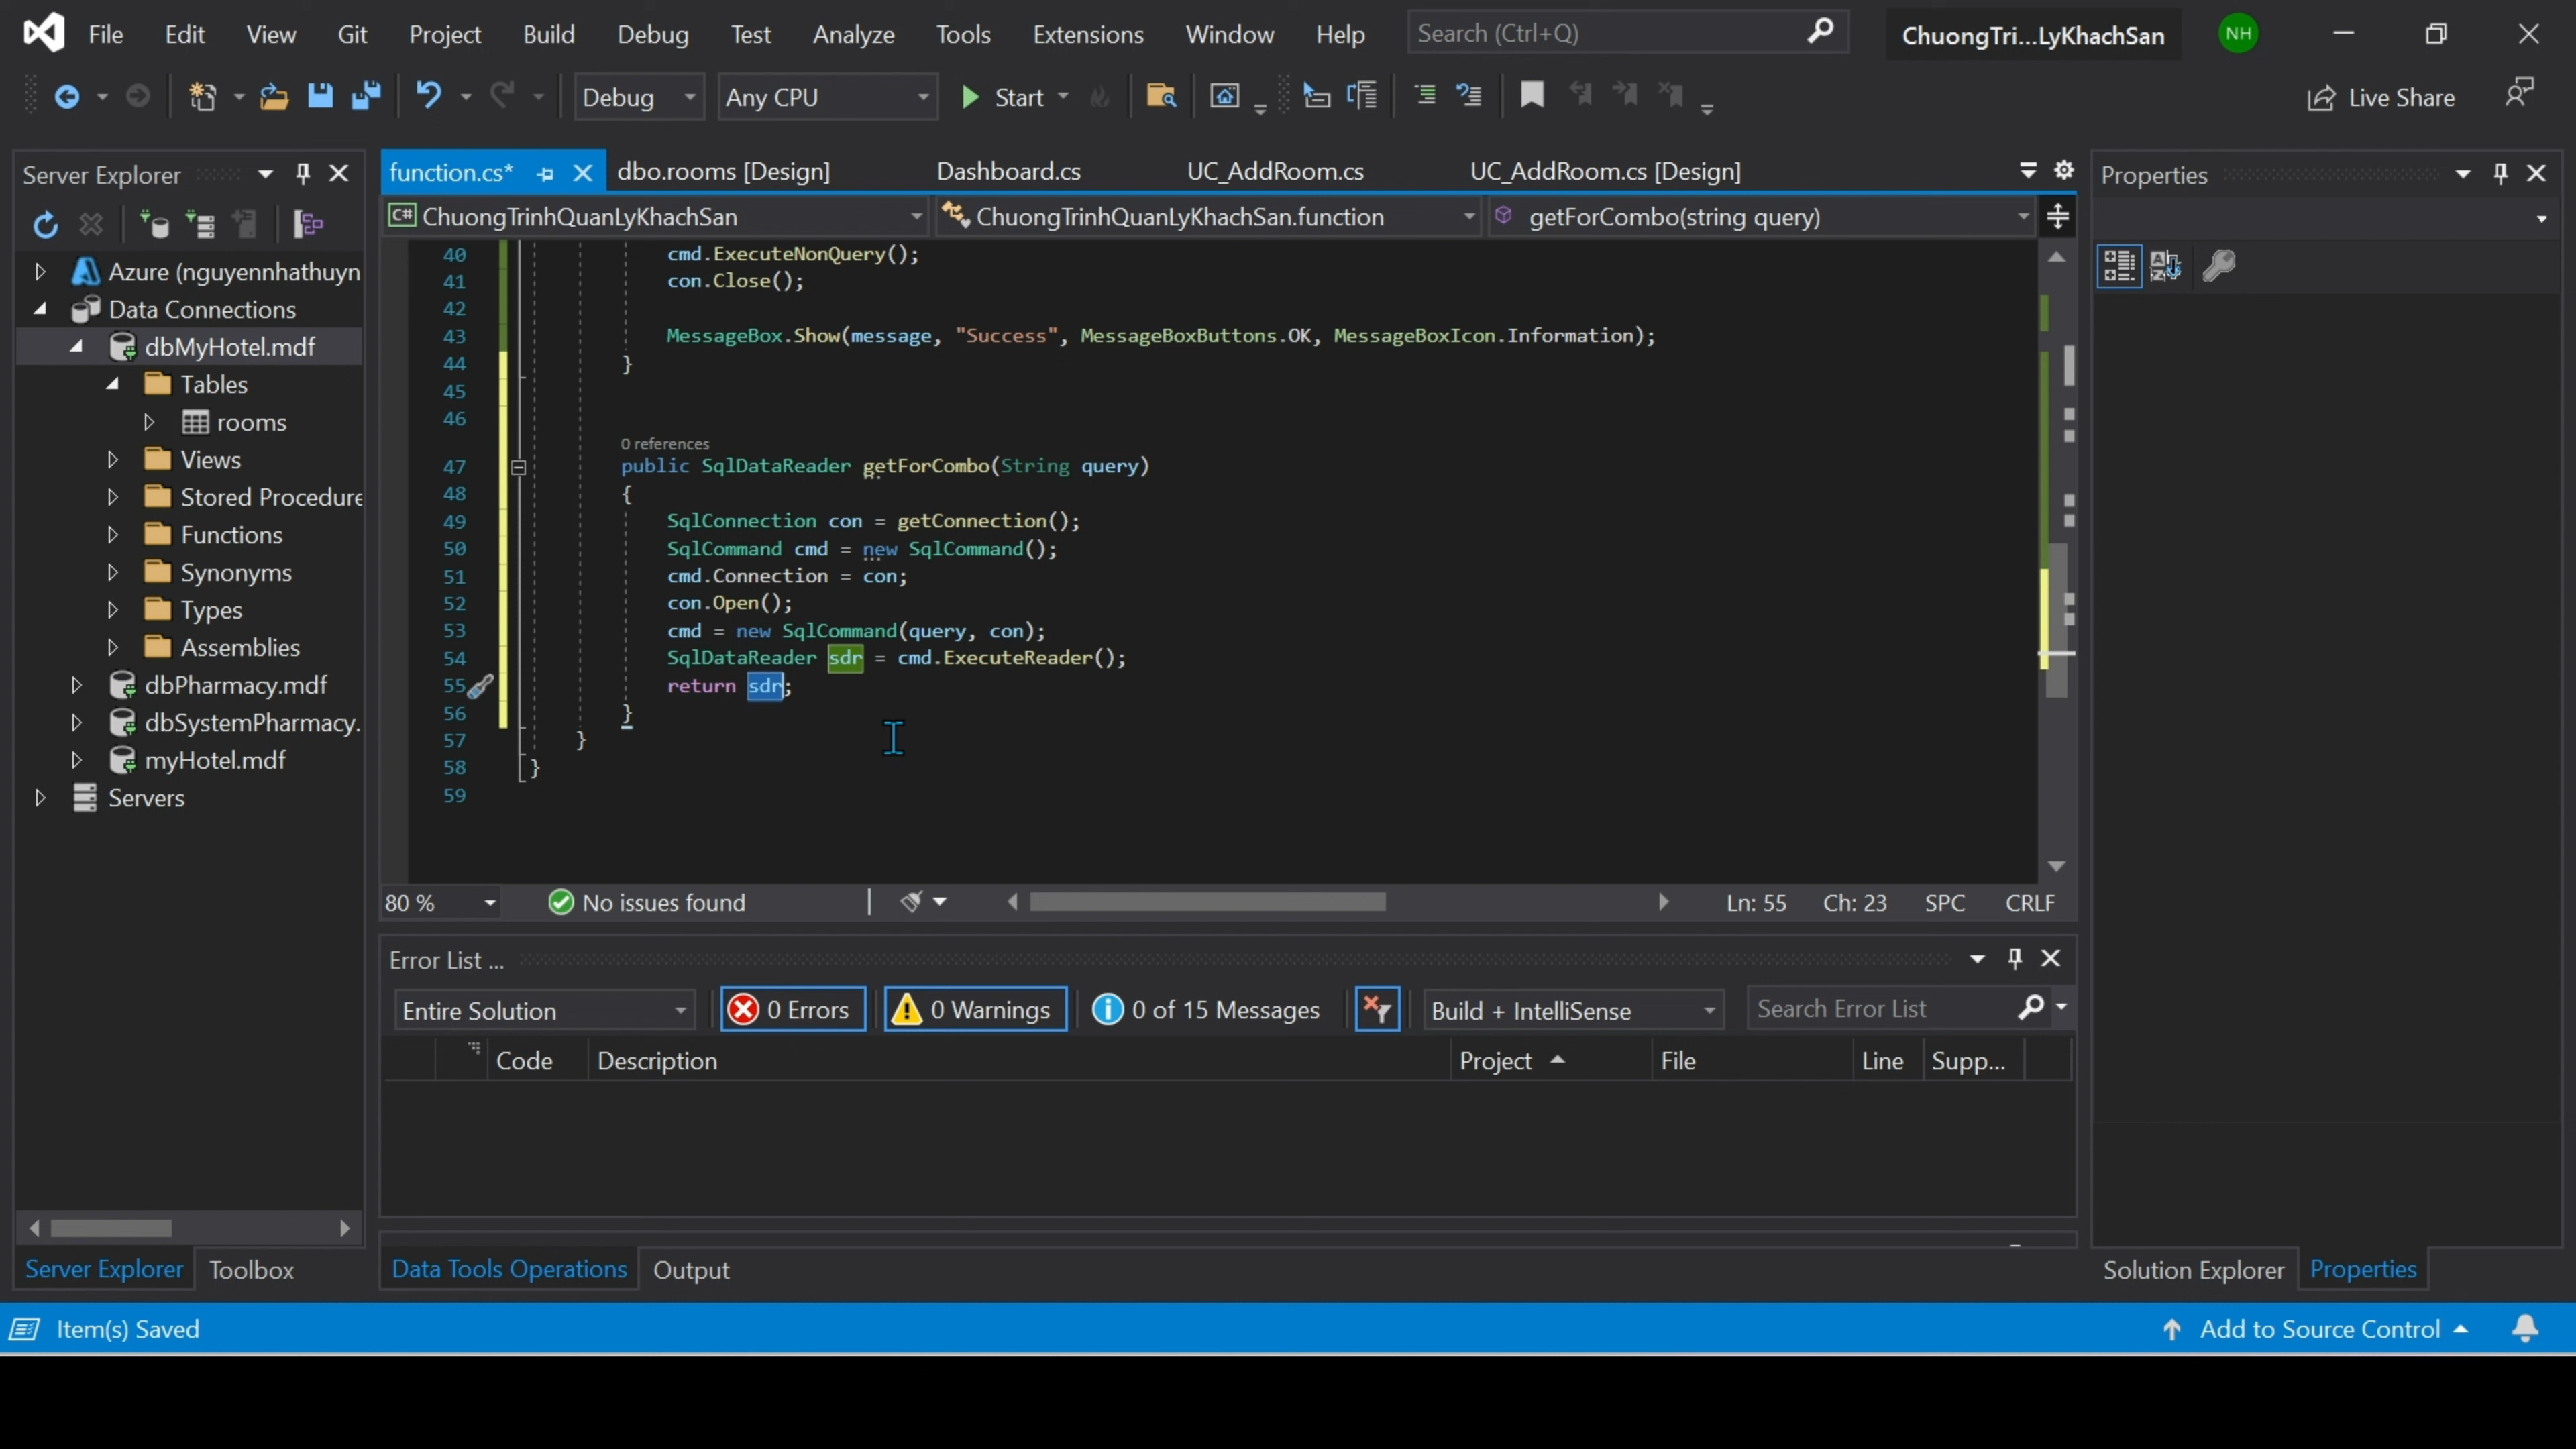 File Edit View Git Project Build Debug Test Analyze Tools Extensions Window Help Search (Ctrl+Q) ChuongTri...LyKhachSan NH
Debug Any CPU Start Live Share
Server Explorer
Azure (nguyennhathuyn
Data Connections
dbMyHotel.mdf
Tables
rooms
Views
Stored Procedure
Functions
Synonyms
Types
Assemblies
dbPharmacy.mdf
dbSystemPharmacy.
myHotel.mdf
Servers
Server Explorer Toolbox
function.cs* dbo.rooms [Design] Dashboard.cs UC_AddRoom.cs UC_AddRoom.cs [Design]
C# ChuongTrinhQuanLyKhachSan ChuongTrinhQuanLyKhachSan.function getForCombo(string query)
40 cmd.ExecuteNonQuery();
41 con.Close();
42
43 MessageBox.Show(message, "Success", MessageBoxButtons.OK, MessageBoxIcon.Information);
44 }
45
46
0 references
47 public SqlDataReader getForCombo(String query)
48 {
49 SqlConnection con = getConnection();
50 SqlCommand cmd = new SqlCommand();
51 cmd.Connection = con;
52 con.Open();
53 cmd = new SqlCommand(query, con);
54 SqlDataReader sdr = cmd.ExecuteReader();
55 return sdr;
56 }
57 }
58 }
59
80 % No issues found Ln: 55 Ch: 23 SPC CRLF
Error List ...
Entire Solution 0 Errors 0 Warnings 0 of 15 Messages Build + IntelliSense Search Error List
Code Description Project File Line Supp...
Data Tools Operations Output
Properties
Solution Explorer Properties
Item(s) Saved Add to Source Control